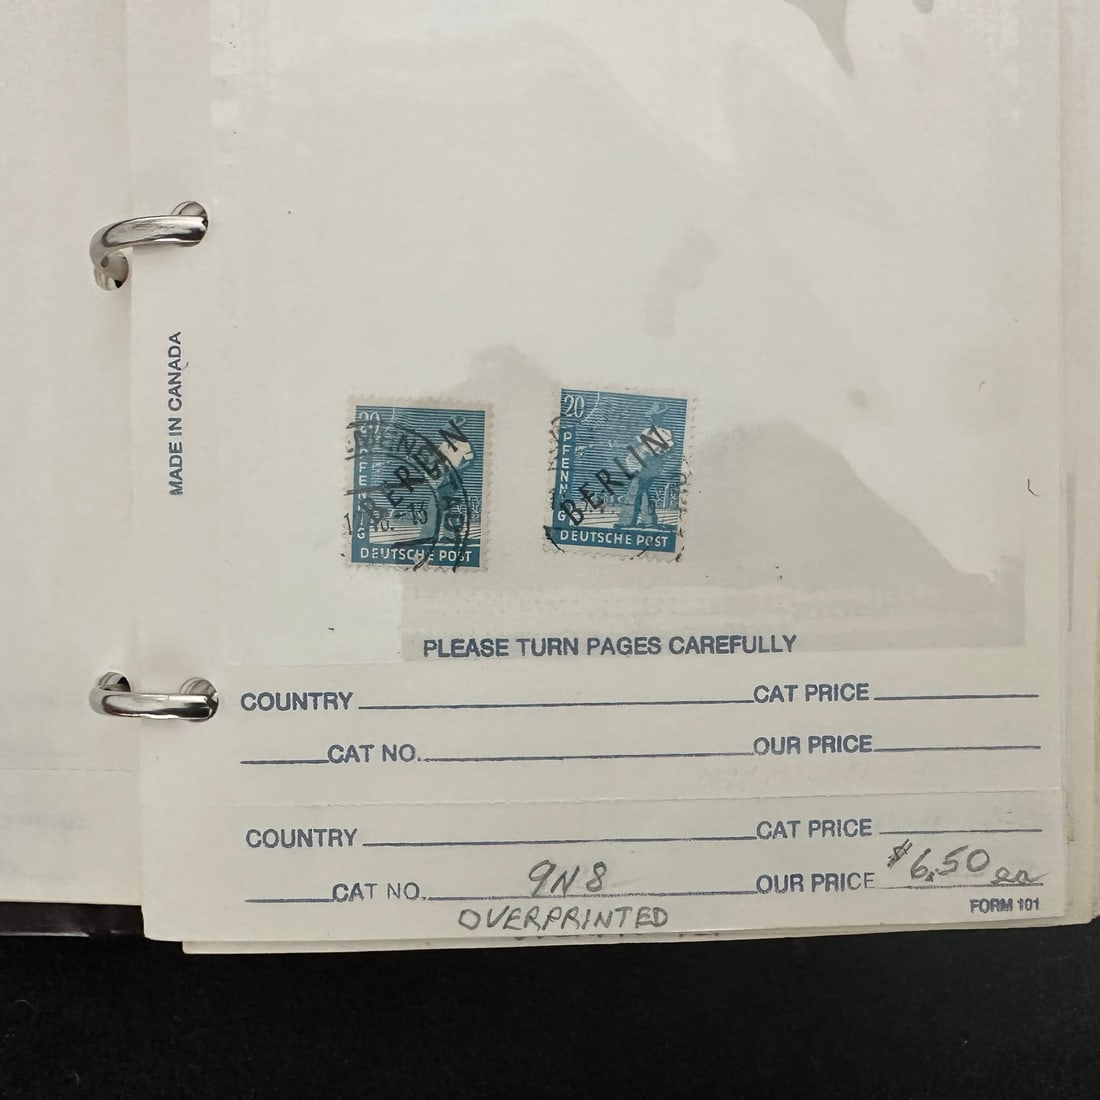 MADE IN CANADA
20
PFENNIG
BERLIN
DEUTSCHE POST
20
PFENNIG
BERLIN
DEUTSCHE POST
PLEASE TURN PAGES CAREFULLY
COUNTRY CAT PRICE
CAT NO. OUR PRICE
COUNTRY CAT PRICE
CAT NO. 9N8 OUR PRICE $6.50 ea
OVERPRINTED
FORM 101